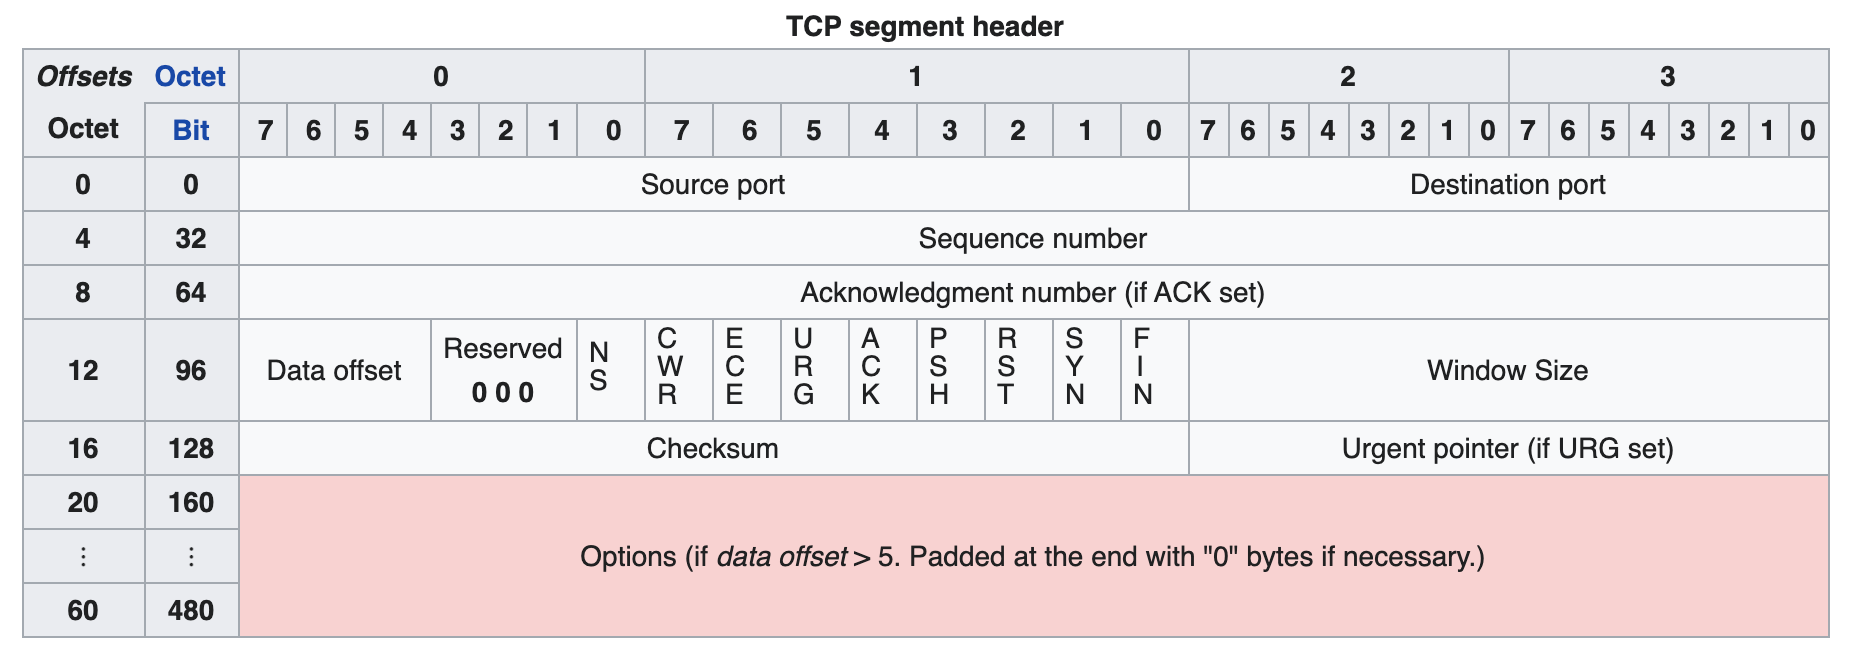 TCP segment header
Offsets Octet 0 1 2 3
Octet Bit 7 6 5 4 3 2 1 0 7 6 5 4 3 2 1 0 7 6 5 4 3 2 1 0 7 6 5 4 3 2 1 0
0 0 Source port Destination port
4 32 Sequence number
8 64 Acknowledgment number (if ACK set)
12 96 Data offset Reserved 0 0 0 NS CWR ECE URG ACK PSH RST SYN FIN Window Size
16 128 Checksum Urgent pointer (if URG set)
20 160
⋮ ⋮ Options (if data offset > 5. Padded at the end with "0" bytes if necessary.)
60 480